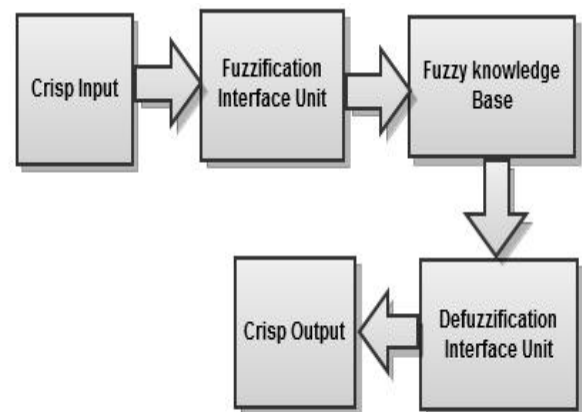 Crisp Input
Fuzzification
Interface Unit
Fuzzy knowledge
Base
Defuzzification
Interface Unit
Crisp Output